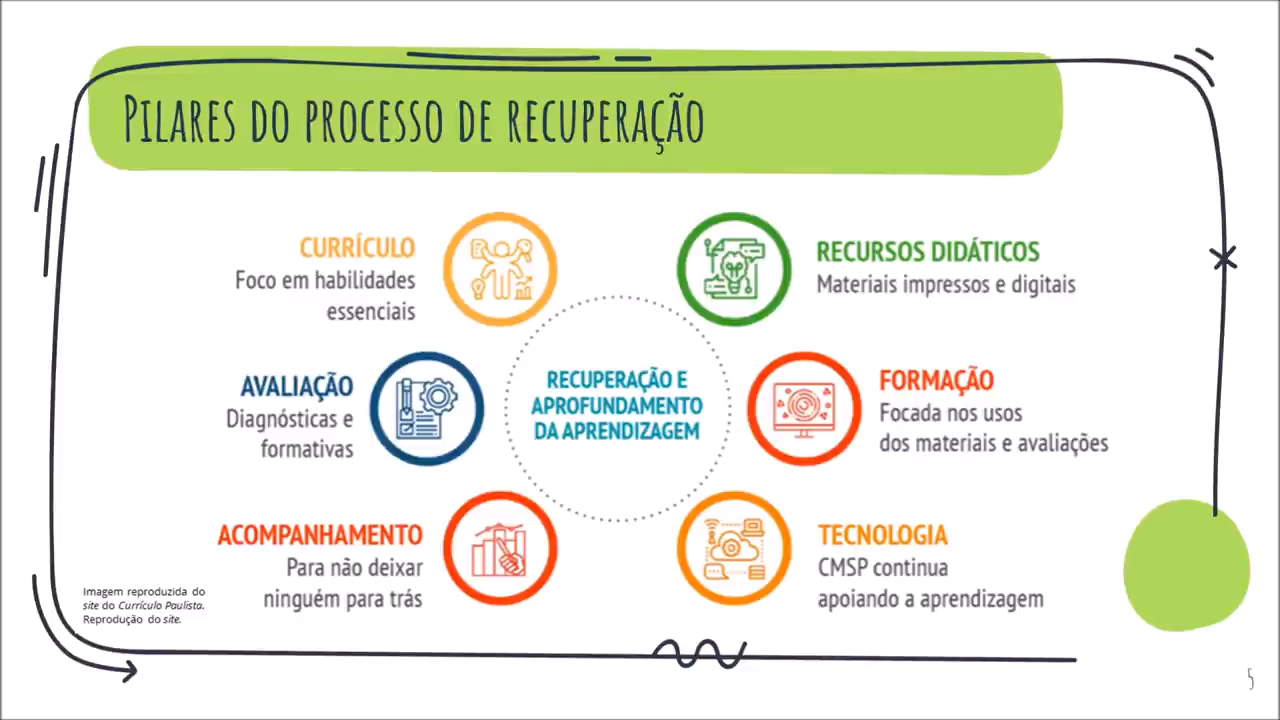 PILARES DO PROCESSO DE RECUPERAÇÃO
CURRÍCULO
Foco em habilidades
essenciais
RECURSOS DIDÁTICOS
Materiais impressos e digitais
AVALIAÇÃO
Diagnósticas e
formativas
RECUPERAÇÃO E
APROFUNDAMENTO
DA APRENDIZAGEM
FORMAÇÃO
Focada nos usos
dos materiais e avaliações
ACOMPANHAMENTO
Para não deixar
ninguém para trás
TECNOLOGIA
CMSP continua
apoiando a aprendizagem
Imagem reproduzida do
site do Currículo Paulista.
Reprodução do site.
5